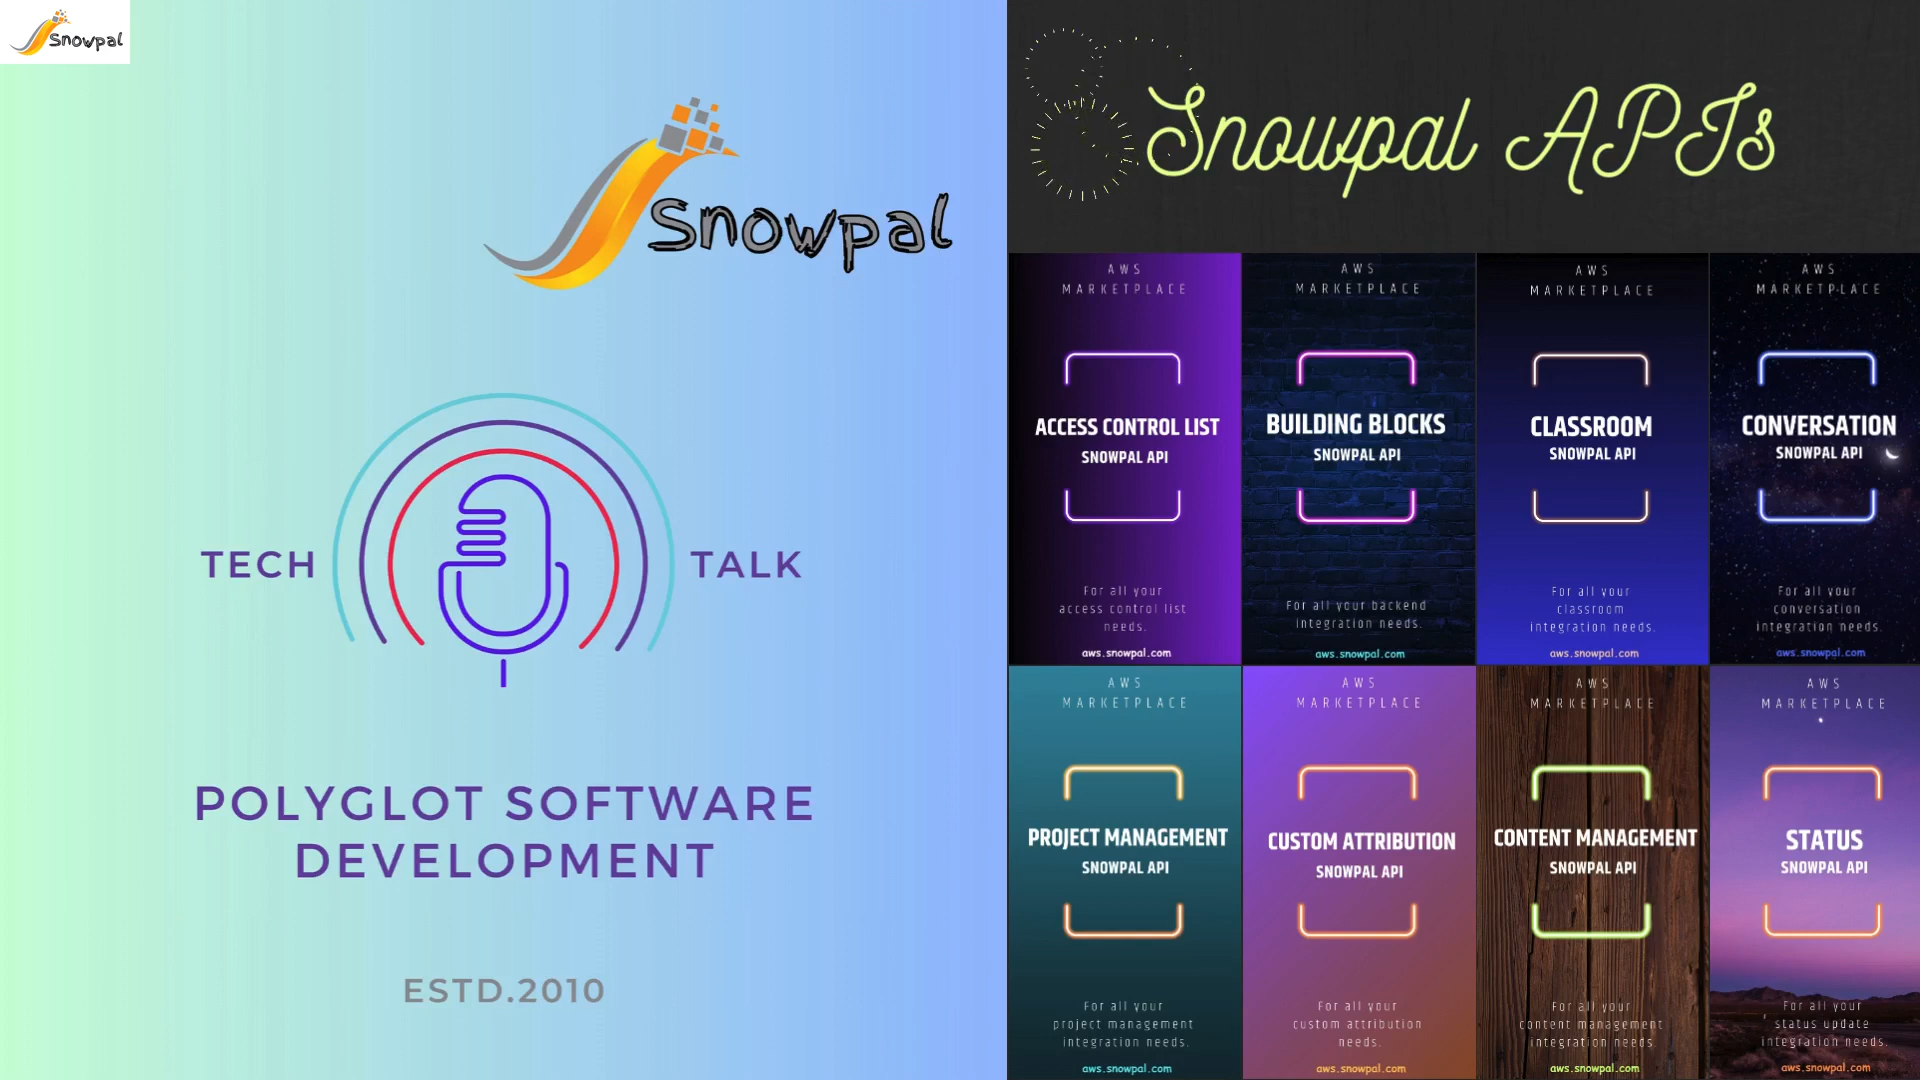 Snowpal
Snowpal
TECH
TALK
POLYGLOT SOFTWARE
DEVELOPMENT
ESTD.2010
Snowpal APIs
AWS
MARKETPLACE
ACCESS CONTROL LIST
SNOWPAL API
For all your
access control list
needs.
aws.snowpal.com
AWS
MARKETPLACE
BUILDING BLOCKS
SNOWPAL API
For all your backend
integration needs.
aws.snowpal.com
AWS
MARKETPLACE
CLASSROOM
SNOWPAL API
For all your
classroom
integration needs.
aws.snowpal.com
AWS
MARKETPLACE
CONVERSATION
SNOWPAL API
For all your
conversation
integration needs.
aws.snowpal.com
AWS
MARKETPLACE
PROJECT MANAGEMENT
SNOWPAL API
For all your
project management
integration needs.
aws.snowpal.com
AWS
MARKETPLACE
CUSTOM ATTRIBUTION
SNOWPAL API
For all your
custom attribution
needs.
aws.snowpal.com
AWS
MARKETPLACE
CONTENT MANAGEMENT
SNOWPAL API
For all your
content management
integration needs.
aws.snowpal.com
AWS
MARKETPLACE
STATUS
SNOWPAL API
For all your
status update
integration needs.
aws.snowpal.com